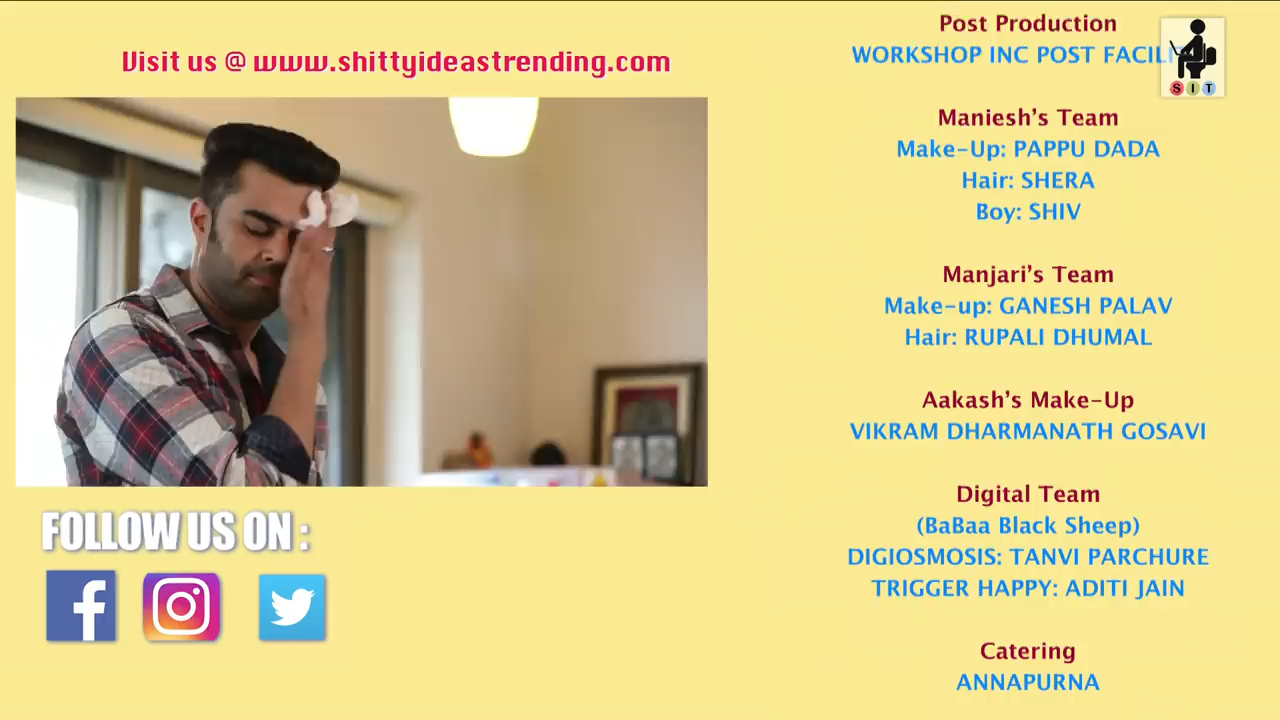 Visit us @ www.shittyideastrending.com
FOLLOW US ON :
Post Production
WORKSHOP INC POST FACILI
Maniesh's Team
Make-Up: PAPPU DADA
Hair: SHERA
Boy: SHIV
Manjari's Team
Make-up: GANESH PALAV
Hair: RUPALI DHUMAL
Aakash's Make-Up
VIKRAM DHARMANATH GOSAVI
Digital Team
(BaBaa Black Sheep)
DIGIOSMOSIS: TANVI PARCHURE
TRIGGER HAPPY: ADITI JAIN
Catering
ANNAPURNA
S I T